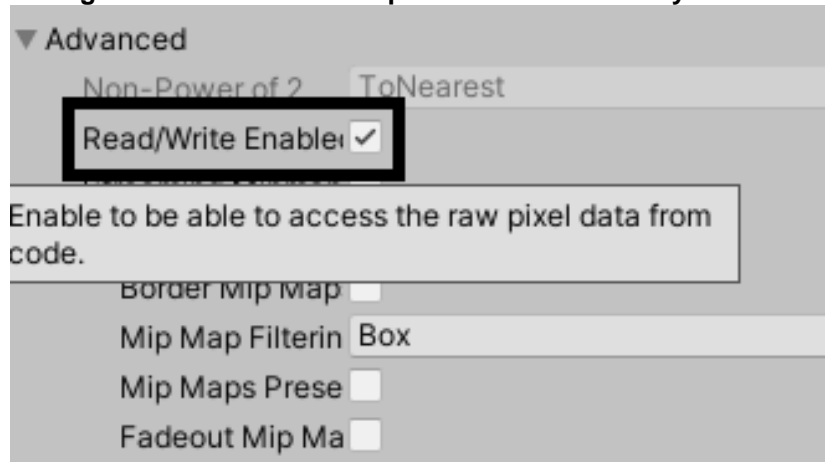 Advanced
Non-Power of 2 ToNearest
Read/Write Enable
Enable to be able to access the raw pixel data from
code.
Border Mip Map
Mip Map Filterin Box
Mip Maps Prese
Fadeout Mip Ma